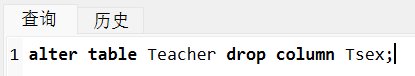 查询 历史
1 alter table Teacher drop column Tsex;